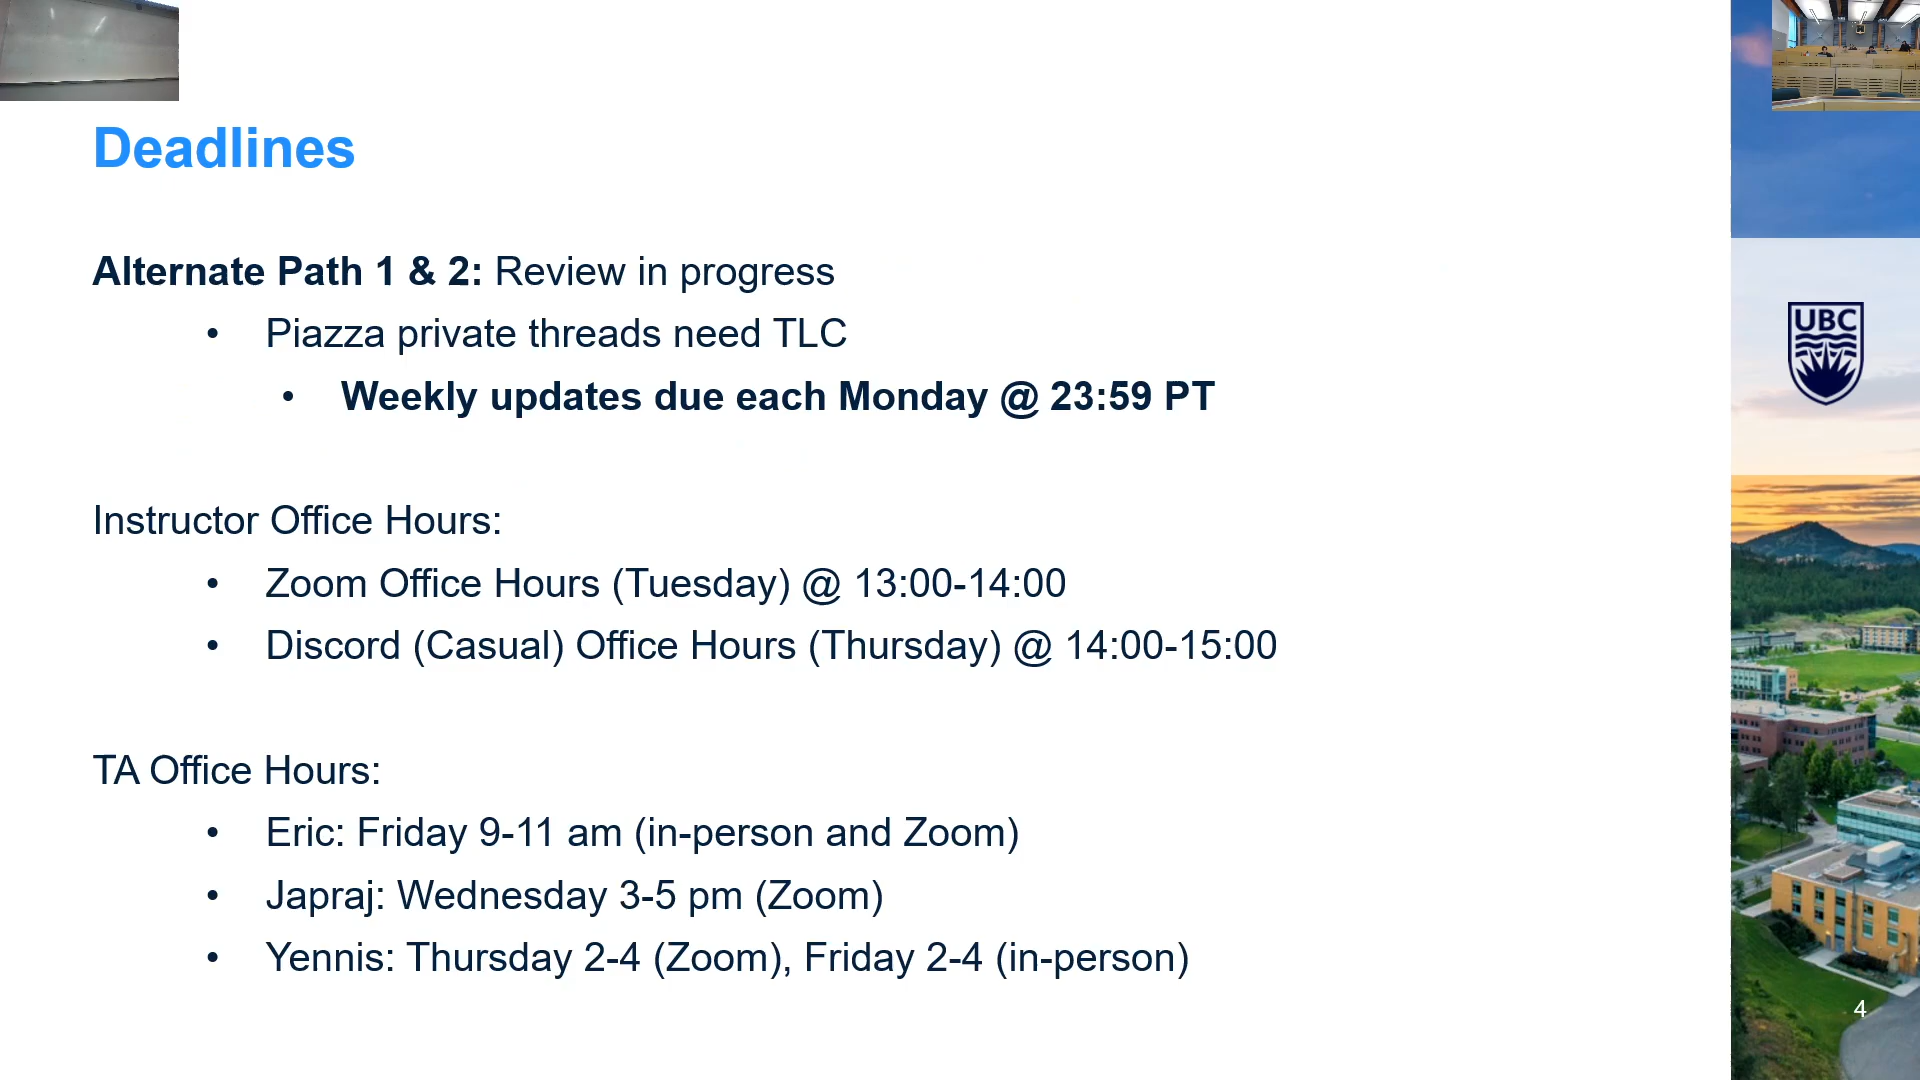 Deadlines
Alternate Path 1 & 2: Review in progress
• Piazza private threads need TLC
• Weekly updates due each Monday @ 23:59 PT
Instructor Office Hours:
• Zoom Office Hours (Tuesday) @ 13:00-14:00
• Discord (Casual) Office Hours (Thursday) @ 14:00-15:00
TA Office Hours:
• Eric: Friday 9-11 am (in-person and Zoom)
• Japraj: Wednesday 3-5 pm (Zoom)
• Yennis: Thursday 2-4 (Zoom), Friday 2-4 (in-person)
UBC
4